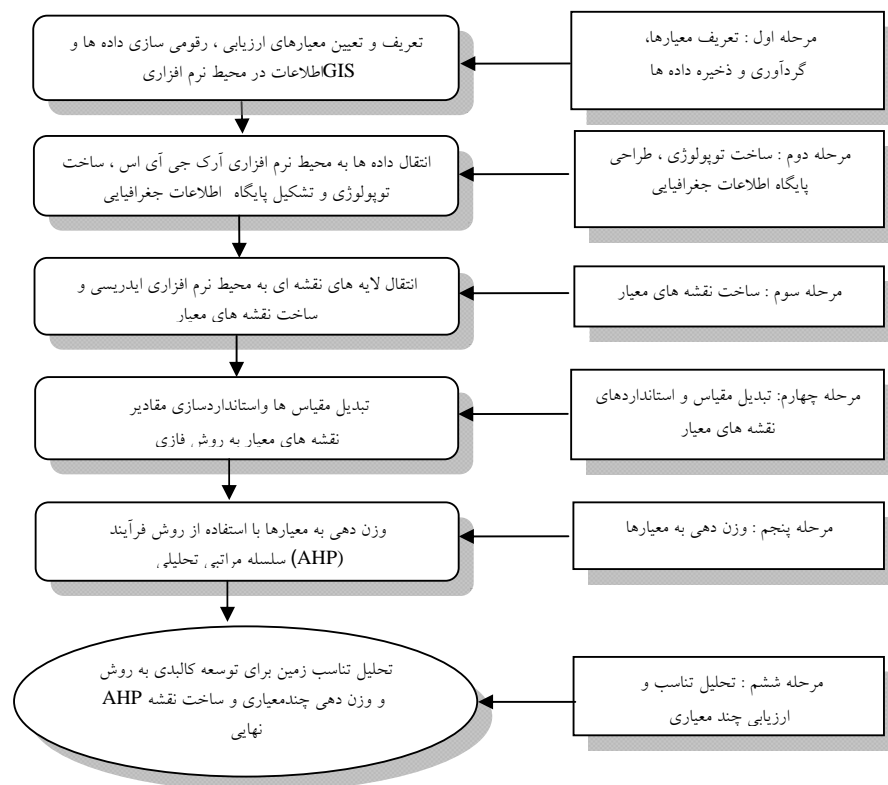 مرحله اول : تعریف معیارها،
گردآوری و ذخیره داده ها
تعریف و تعیین معیارهای ارزیابی ، رقومی سازی داده ها و
GISاطلاعات در محیط نرم افزاری
مرحله دوم : ساخت توپولوژی ، طراحی
پایگاه اطلاعات جغرافیایی
انتقال داده ها به محیط نرم افزاری آرک جی آی اس ، ساخت
توپولوژی و تشکیل پایگاه اطلاعات جغرافیایی
مرحله سوم : ساخت نقشه های معیار
انتقال لایه های نقشه ای به محیط نرم افزاری ایدریسی و
ساخت نقشه های معیار
مرحله چهارم: تبدیل مقیاس و استانداردهای
نقشه های معیار
تبدیل مقیاس ها واستانداردسازی مقادیر
نقشه های معیار به روش فازی
مرحله پنجم : وزن دهی به معیارها
وزن دهی به معیارها با استفاده از روش فرآیند
(AHP) سلسله مراتبی تحلیلی
مرحله ششم : تحلیل تناسب و
ارزیابی چند معیاری
تحلیل تناسب زمین برای توسعه کالبدی به روش
و وزن دهی چندمعیاری و ساخت نقشه AHP
نهایی